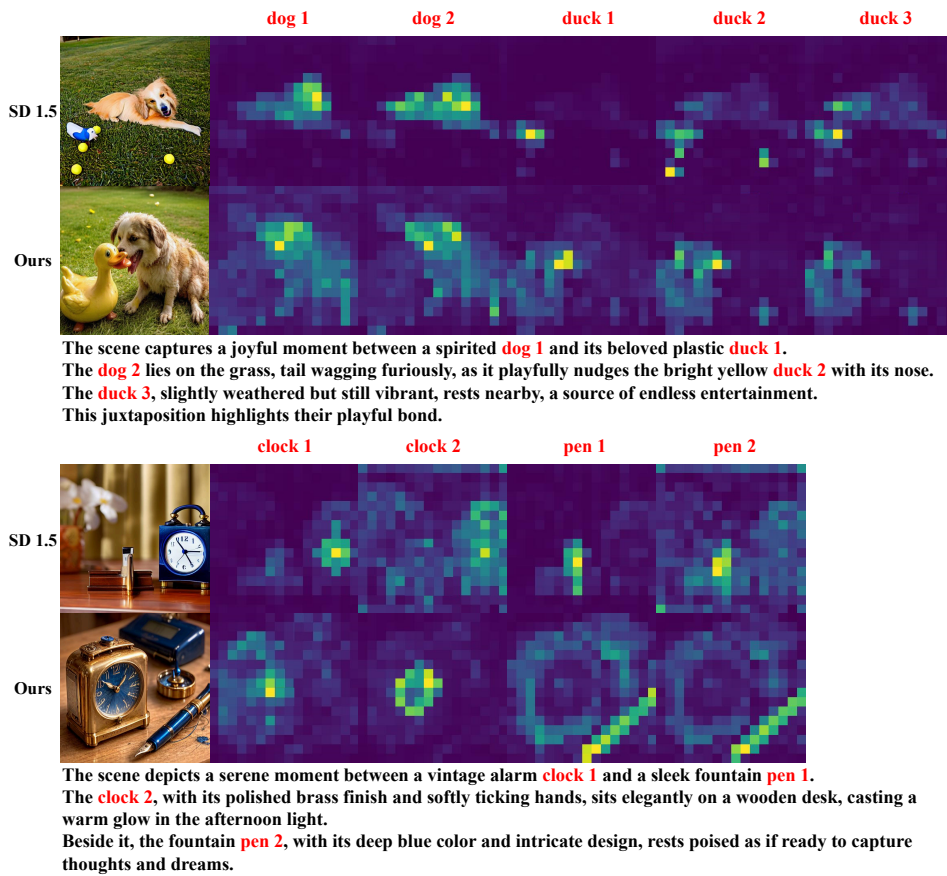 dog 1 dog 2 duck 1 duck 2 duck 3
SD 1.5
Ours
The scene captures a joyful moment between a spirited dog 1 and its beloved plastic duck 1.
The dog 2 lies on the grass, tail wagging furiously, as it playfully nudges the bright yellow duck 2 with its nose.
The duck 3, slightly weathered but still vibrant, rests nearby, a source of endless entertainment.
This juxtaposition highlights their playful bond.
clock 1 clock 2 pen 1 pen 2
SD 1.5
Ours
The scene depicts a serene moment between a vintage alarm clock 1 and a sleek fountain pen 1.
The clock 2, with its polished brass finish and softly ticking hands, sits elegantly on a wooden desk, casting a
warm glow in the afternoon light.
Beside it, the fountain pen 2, with its deep blue color and intricate design, rests poised as if ready to capture
thoughts and dreams.